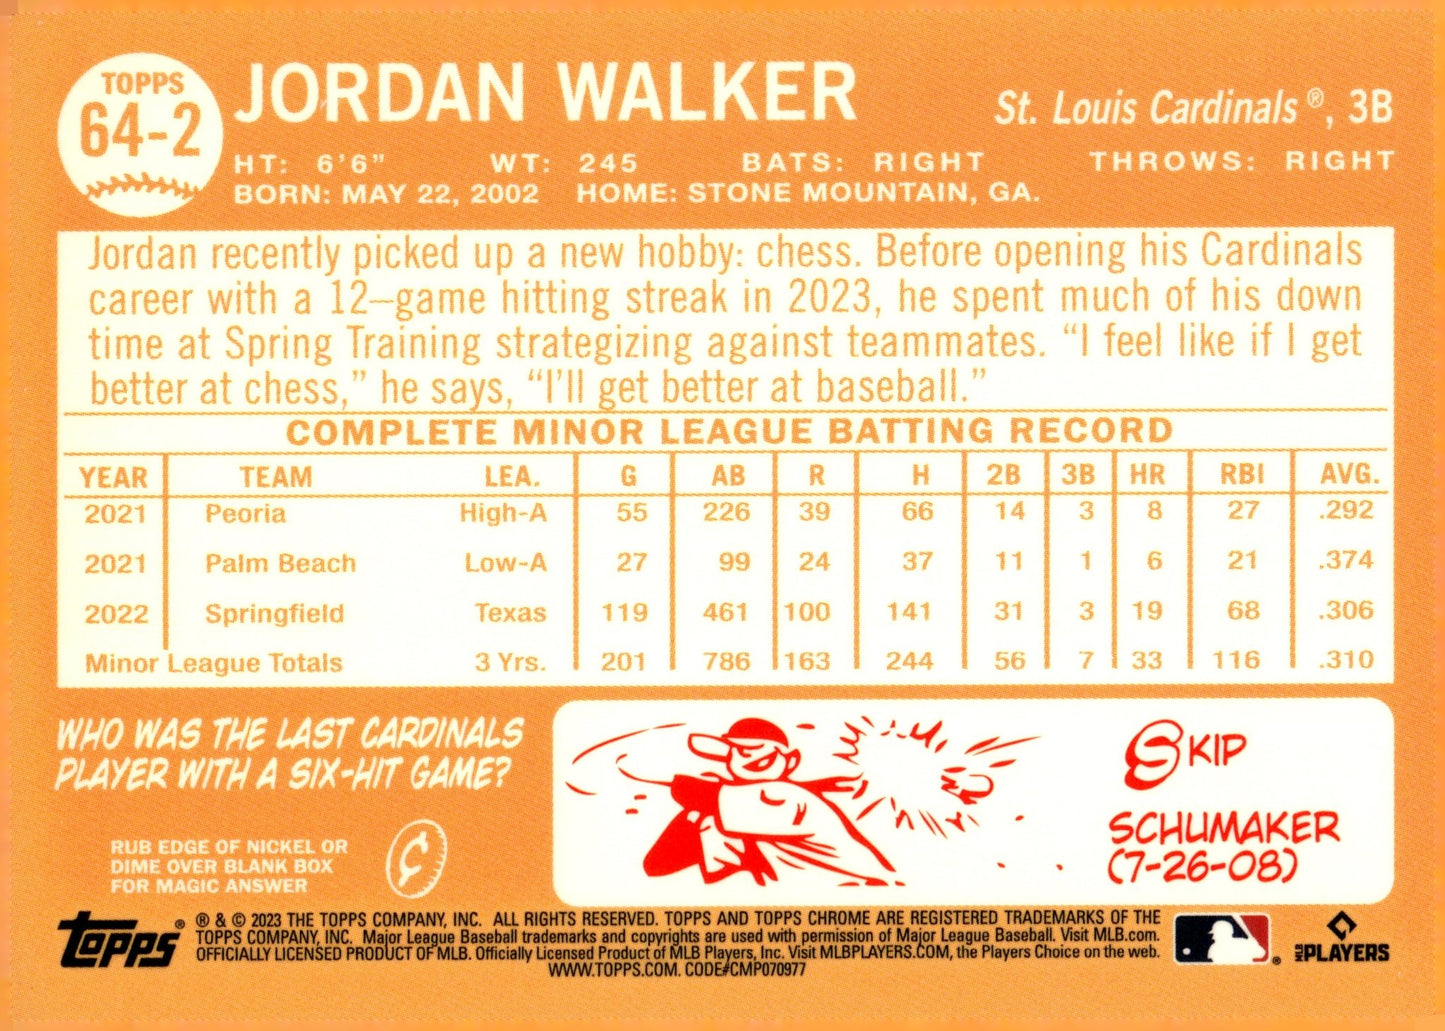 TOPPS
64-2
JORDAN WALKER
St. Louis Cardinals®, 3B
HT: 6'6" WT: 245 BATS: RIGHT THROWS: RIGHT
BORN: MAY 22, 2002 HOME: STONE MOUNTAIN, GA.
Jordan recently picked up a new hobby: chess. Before opening his Cardinals
career with a 12–game hitting streak in 2023, he spent much of his down
time at Spring Training strategizing against teammates. “I feel like if I get
better at chess,” he says, “I’ll get better at baseball.”
COMPLETE MINOR LEAGUE BATTING RECORD
YEAR TEAM LEA. G AB R H 2B 3B HR RBI AVG.
2021 Peoria High-A 55 226 39 66 14 3 8 27 .292
2021 Palm Beach Low-A 27 99 24 37 11 1 6 21 .374
2022 Springfield Texas 119 461 100 141 31 3 19 68 .306
Minor League Totals 3 Yrs. 201 786 163 244 56 7 33 116 .310
WHO WAS THE LAST CARDINALS
PLAYER WITH A SIX-HIT GAME?
RUB EDGE OF NICKEL OR
DIME OVER BLANK BOX
FOR MAGIC ANSWER
¢
SKIP
SCHUMAKER
(7-26-08)
Topps®
® & © 2023 THE TOPPS COMPANY, INC. ALL RIGHTS RESERVED. TOPPS AND TOPPS CHROME ARE REGISTERED TRADEMARKS OF THE
TOPPS COMPANY, INC. Major League Baseball trademarks and copyrights are used with permission of Major League Baseball. Visit MLB.com.
OFFICIALLY LICENSED PRODUCT OF MLB. Officially Licensed Product of MLB Players, Inc. Visit MLBPLAYERS.COM, the Players Choice on the web.
WWW.TOPPS.COM. CODE#CMP070977
®
MLB PLAYERS